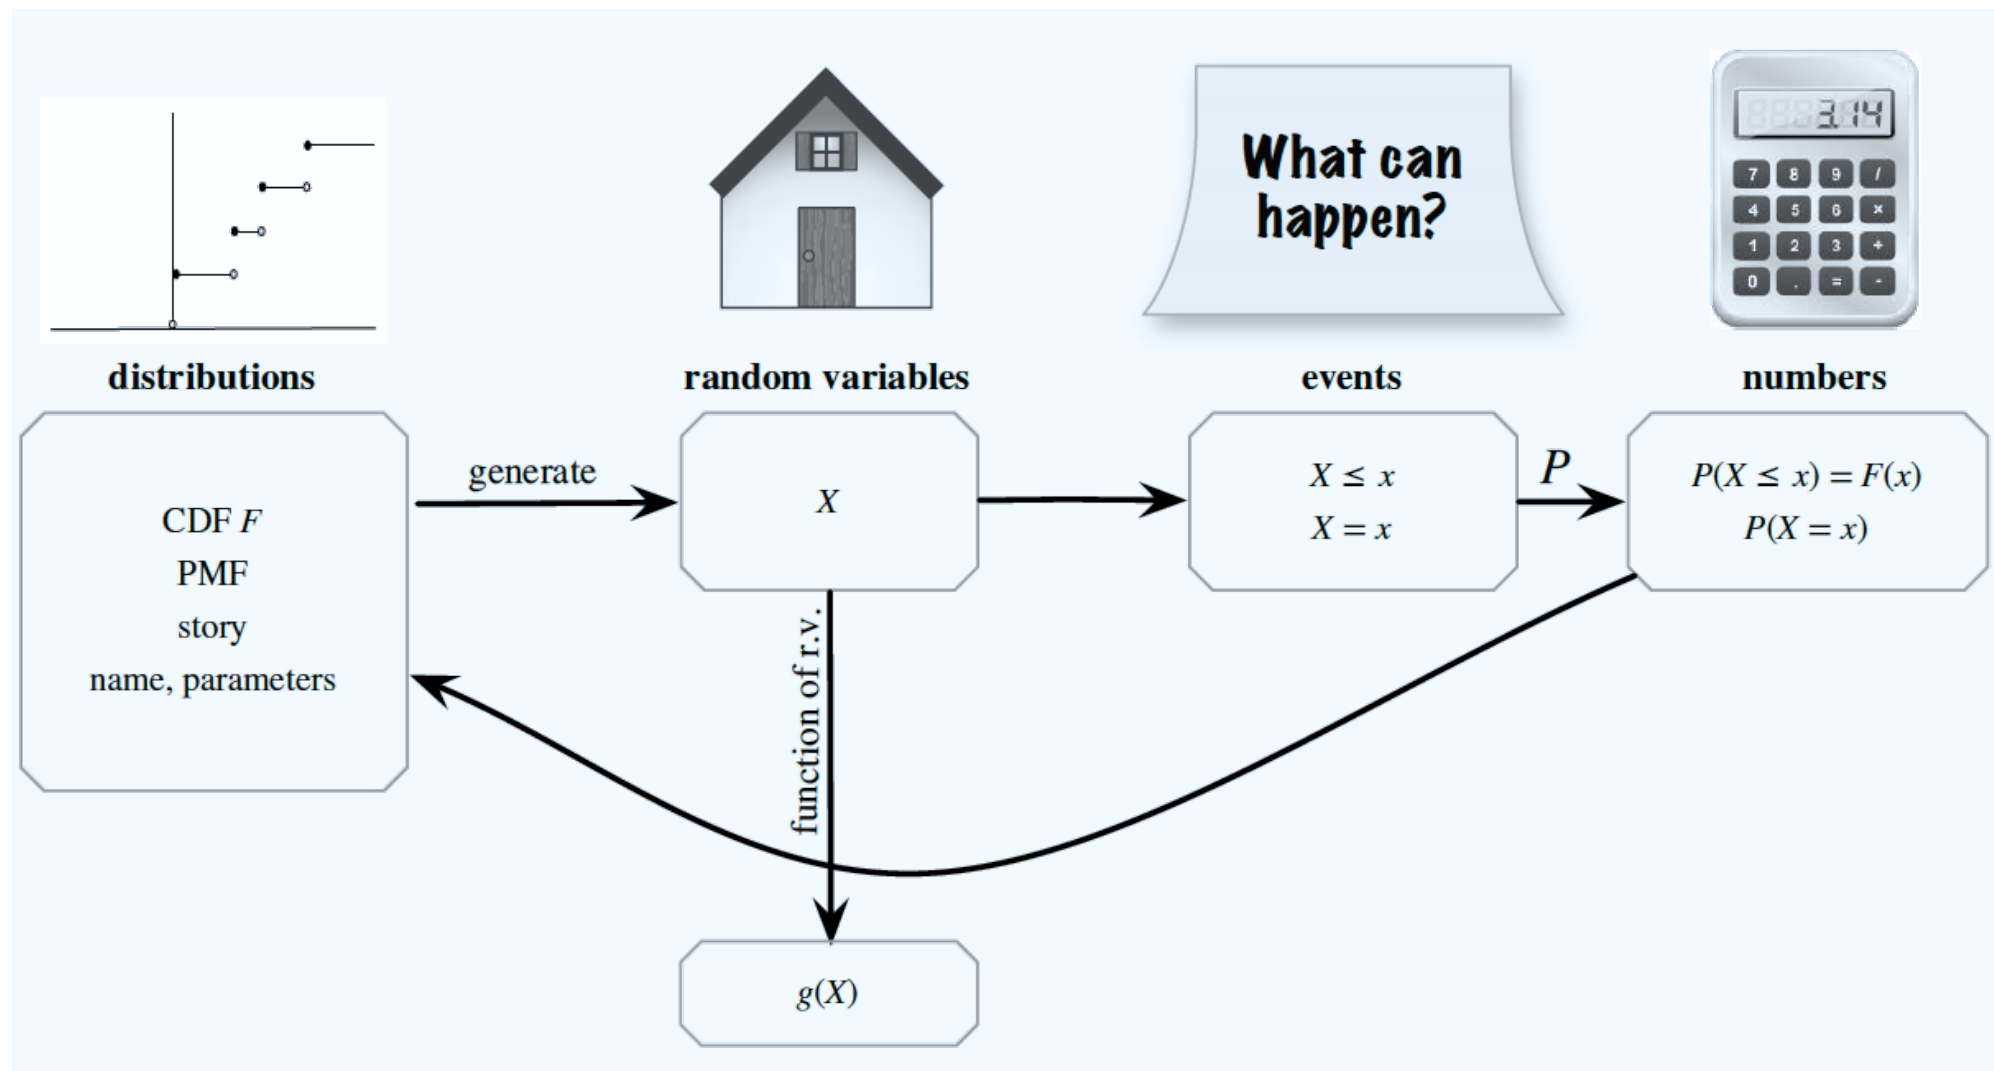 What can
happen?
3.14
7 8 9 /
4 5 6 ×
1 2 3 +
0 . = -
distributions
random variables
events
numbers
CDF F
PMF
story
name, parameters
generate
X
X ≤ x
X = x
P
P(X ≤ x) = F(x)
P(X = x)
function of r.v.
g(X)